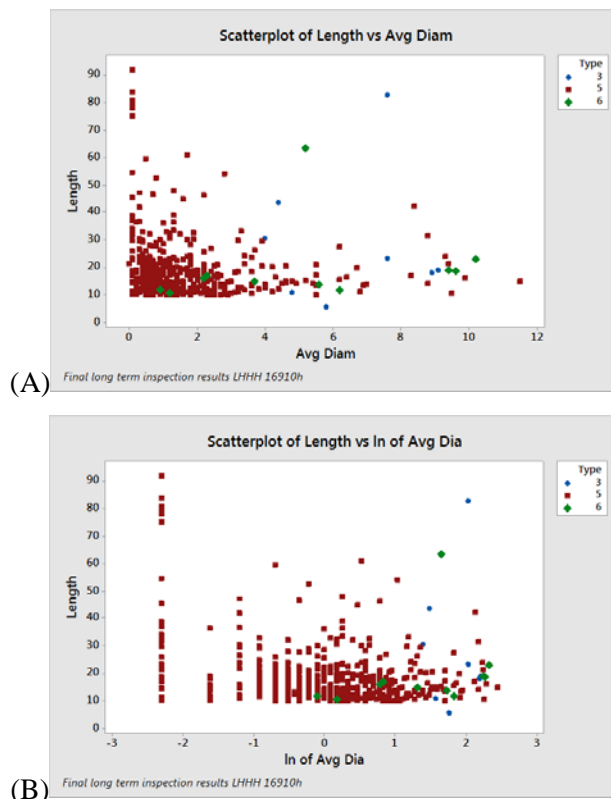 Scatterplot of Length vs Avg Diam
Type
3
5
6
90
80
70
60
50
40
30
20
10
0
Length
0 2 4 6 8 10 12
Avg Diam
Final long term inspection results LHHH 16910h
(A)
Scatterplot of Length vs ln of Avg Dia
Type
3
5
6
90
80
70
60
50
40
30
20
10
0
Length
-3 -2 -1 0 1 2 3
ln of Avg Dia
Final long term inspection results LHHH 16910h
(B)